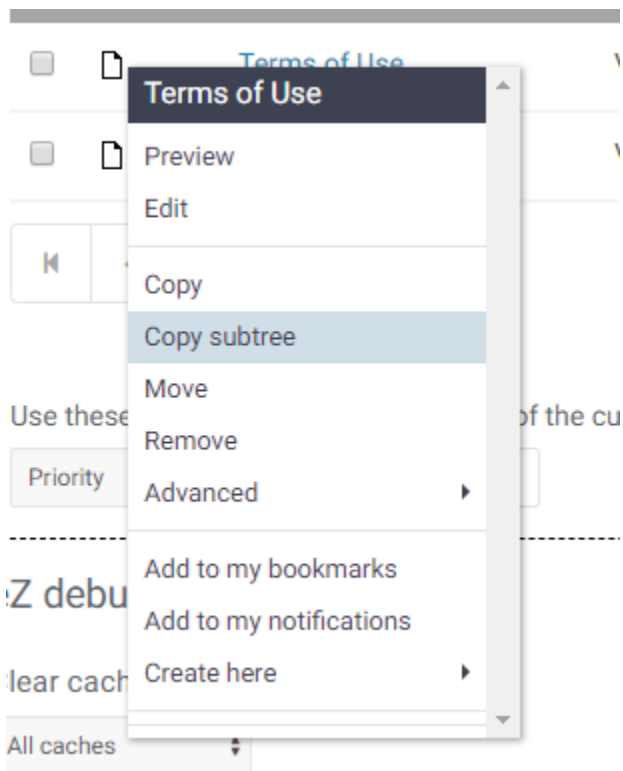 Terms of Use
Terms of Use
Preview
Edit
Copy
Copy subtree
Move
Use these
of the cu
Remove
Priority
Advanced
Add to my bookmarks
eZ debu
Add to my notifications
lear cach
Create here
All caches